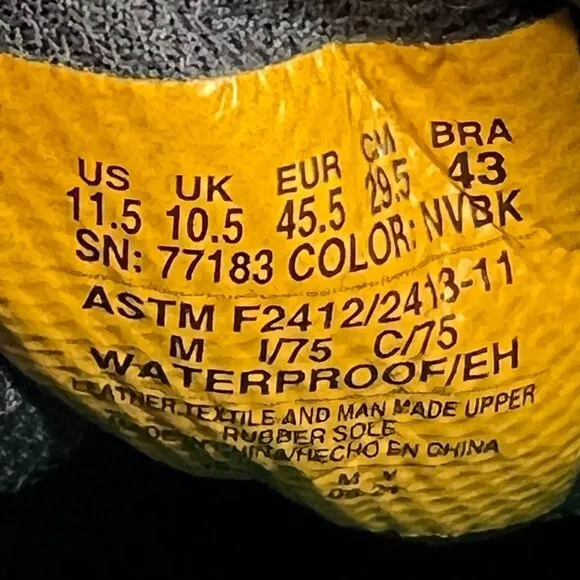 US UK EUR CM BRA
11.5 10.5 45.5 29.5 43
SN: 77183 COLOR: NVBK
ASTM F2412/2413-11
M I/75 C/75
WATERPROOF/EH
LEATHER,TEXTILE AND MAN MADE UPPER
RUBBER SOLE
/HECHO EN CHINA
M Y